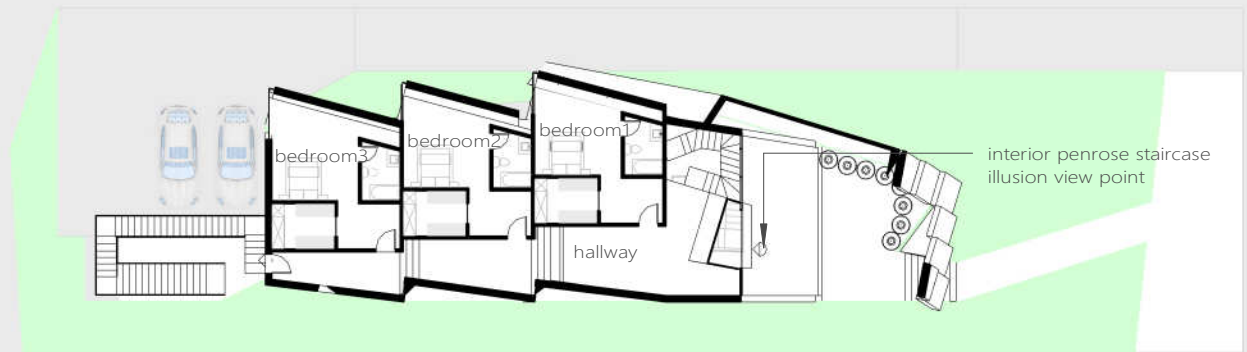 bedroom1
bedroom2
bedroom3
interior penrose staircase
illusion view point
hallway